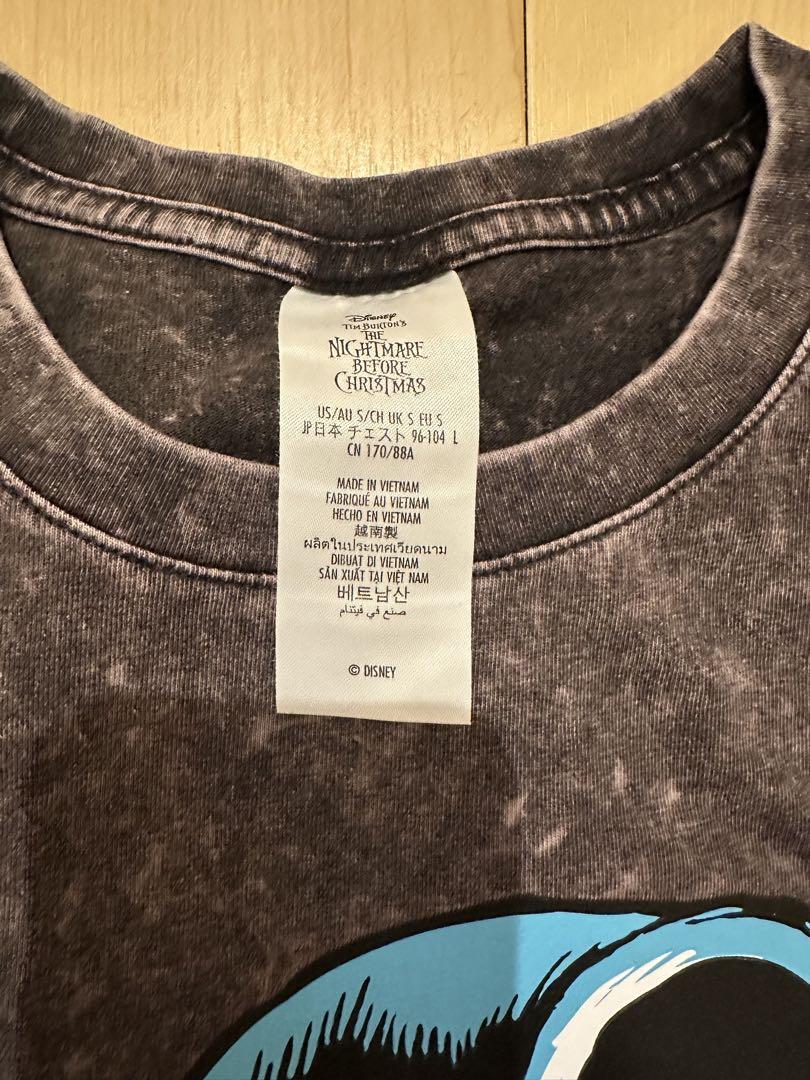 Disney
TIM BURTON'S
THE
NIGHTMARE
BEFORE
CHRISTMAS
US/AU S/CH UK S EU S
JP日本 チェスト 96-104 L
CN 170/88A
MADE IN VIETNAM
FABRIQUÉ AU VIETNAM
HECHO EN VIETNAM
越南製
ผลิตในประเทศเวียดนาม
DIBUAT DI VIETNAM
SẢN XUẤT TẠI VIỆT NAM
베트남산
صنع في فيتنام
© DISNEY